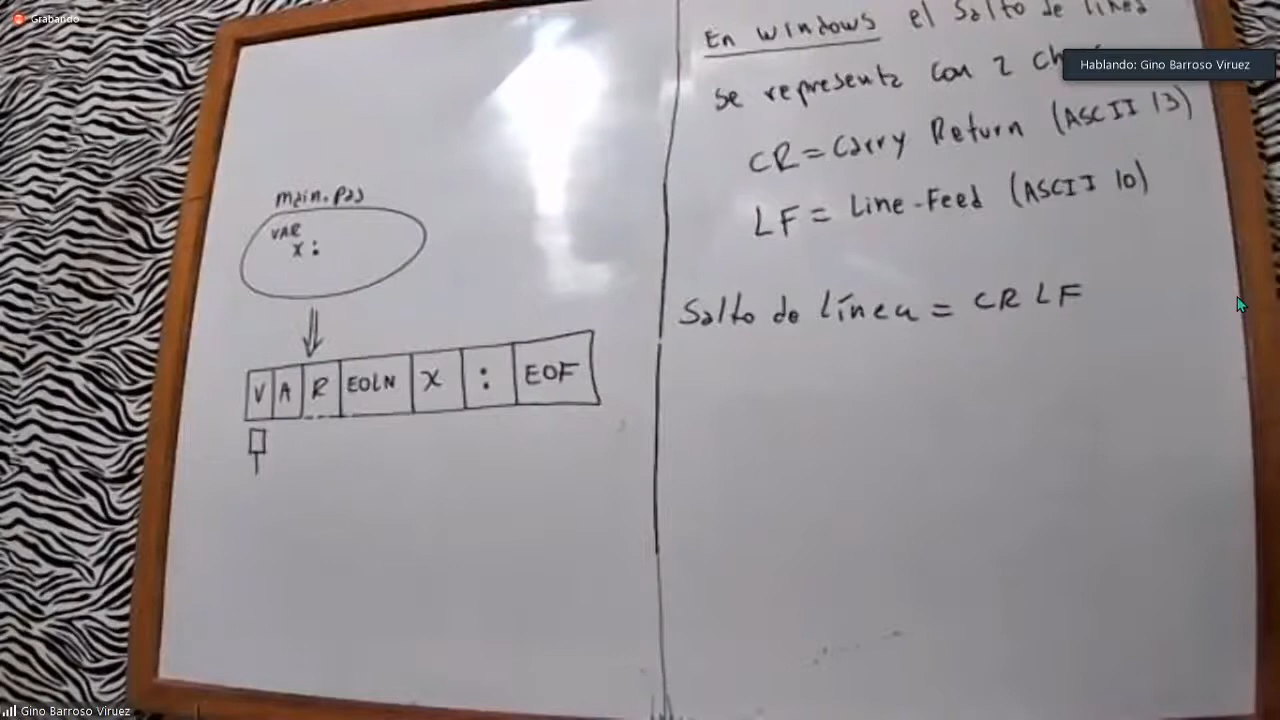 Grabando
main.pas
VAR
x :
V A R EOLN X : EOF
En windows el Salto de linea
se representa con 2
Hablando: Gino Barroso Viruez
CR = Carry Return (ASCII 13)
LF = Line-Feed (ASCII 10)
Salto de línea = CR LF
Gino Barroso Viruez